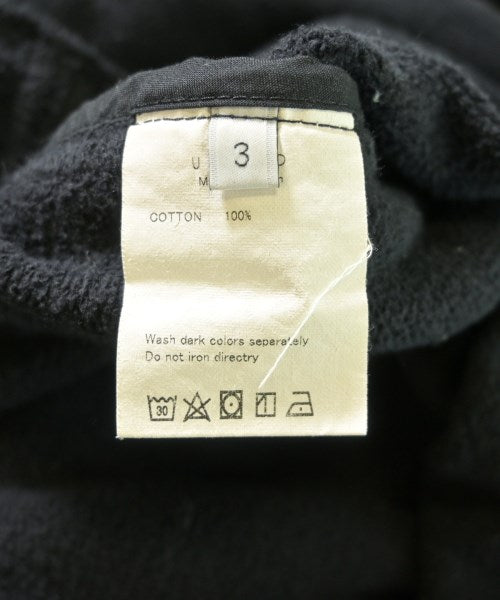 3
COTTON 100%
Wash dark colors separately
Do not iron directry
30